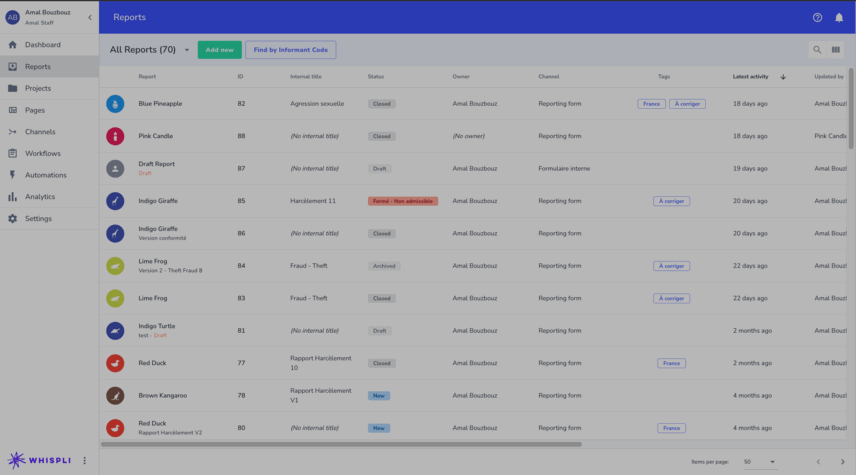 AB
Amal Bouzbouz
Amal Staff
Reports
Dashboard
Reports
Projects
Pages
Channels
Workflows
Automations
Analytics
Settings
All Reports (70)
Add new
Find by Informant Code
Report ID Internal title Status Owner Channel Tags Latest activity Updated by
Blue Pineapple 82 Agression sexuelle Closed Amal Bouzbouz Reporting form France À corriger 18 days ago Amal Bouz
Pink Candle 88 (No internal title) Closed (No owner) Reporting form 18 days ago Pink Candle
Draft Report 87 (No internal title) Draft Amal Bouzbouz Formulaire interne 19 days ago Amal Bouz
Draft
Indigo Giraffe 85 Harcèlement 11 Fermé - Non admissible Amal Bouzbouz Reporting form À corriger 20 days ago Amal Bouz
Indigo Giraffe 86 (No internal title) Closed Amal Bouzbouz Reporting form 20 days ago Amal Bouz
Version conformité
Lime Frog 84 Fraud - Theft Archived Amal Bouzbouz Reporting form À corriger 22 days ago Amal Bouz
Version 2 - Theft Fraud 8
Lime Frog 83 Fraud - Theft Closed Amal Bouzbouz Reporting form À corriger 22 days ago Amal Bouz
Indigo Turtle 81 (No internal title) Draft Amal Bouzbouz Reporting form 2 months ago Amal Bouz
test - Draft
Red Duck 77 Rapport Harcèlement 10 Closed Amal Bouzbouz Reporting form France 2 months ago Amal Bouz
Brown Kangaroo 78 Rapport Harcèlement V1 New Amal Bouzbouz Reporting form 4 months ago Amal Bouz
Red Duck 80 (No internal title) New Amal Bouzbouz Reporting form France 4 months ago Amal Bouz
Rapport Harcèlement V2
WHISPLI
Items per page: 50